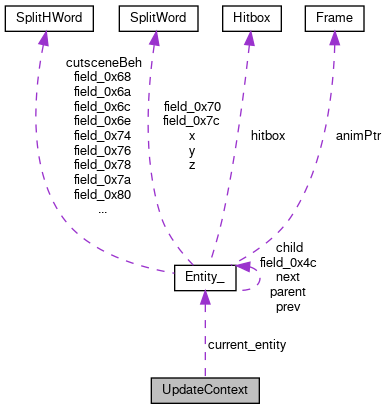 SplitHWord
SplitWord
Hitbox
Frame
cutsceneBeh
field_0x68
field_0x6a
field_0x6c
field_0x6e
field_0x74
field_0x76
field_0x78
field_0x7a
field_0x80
...
field_0x70
field_0x7c
x
y
z
hitbox
animPtr
Entity_
child
field_0x4c
next
parent
prev
current_entity
UpdateContext